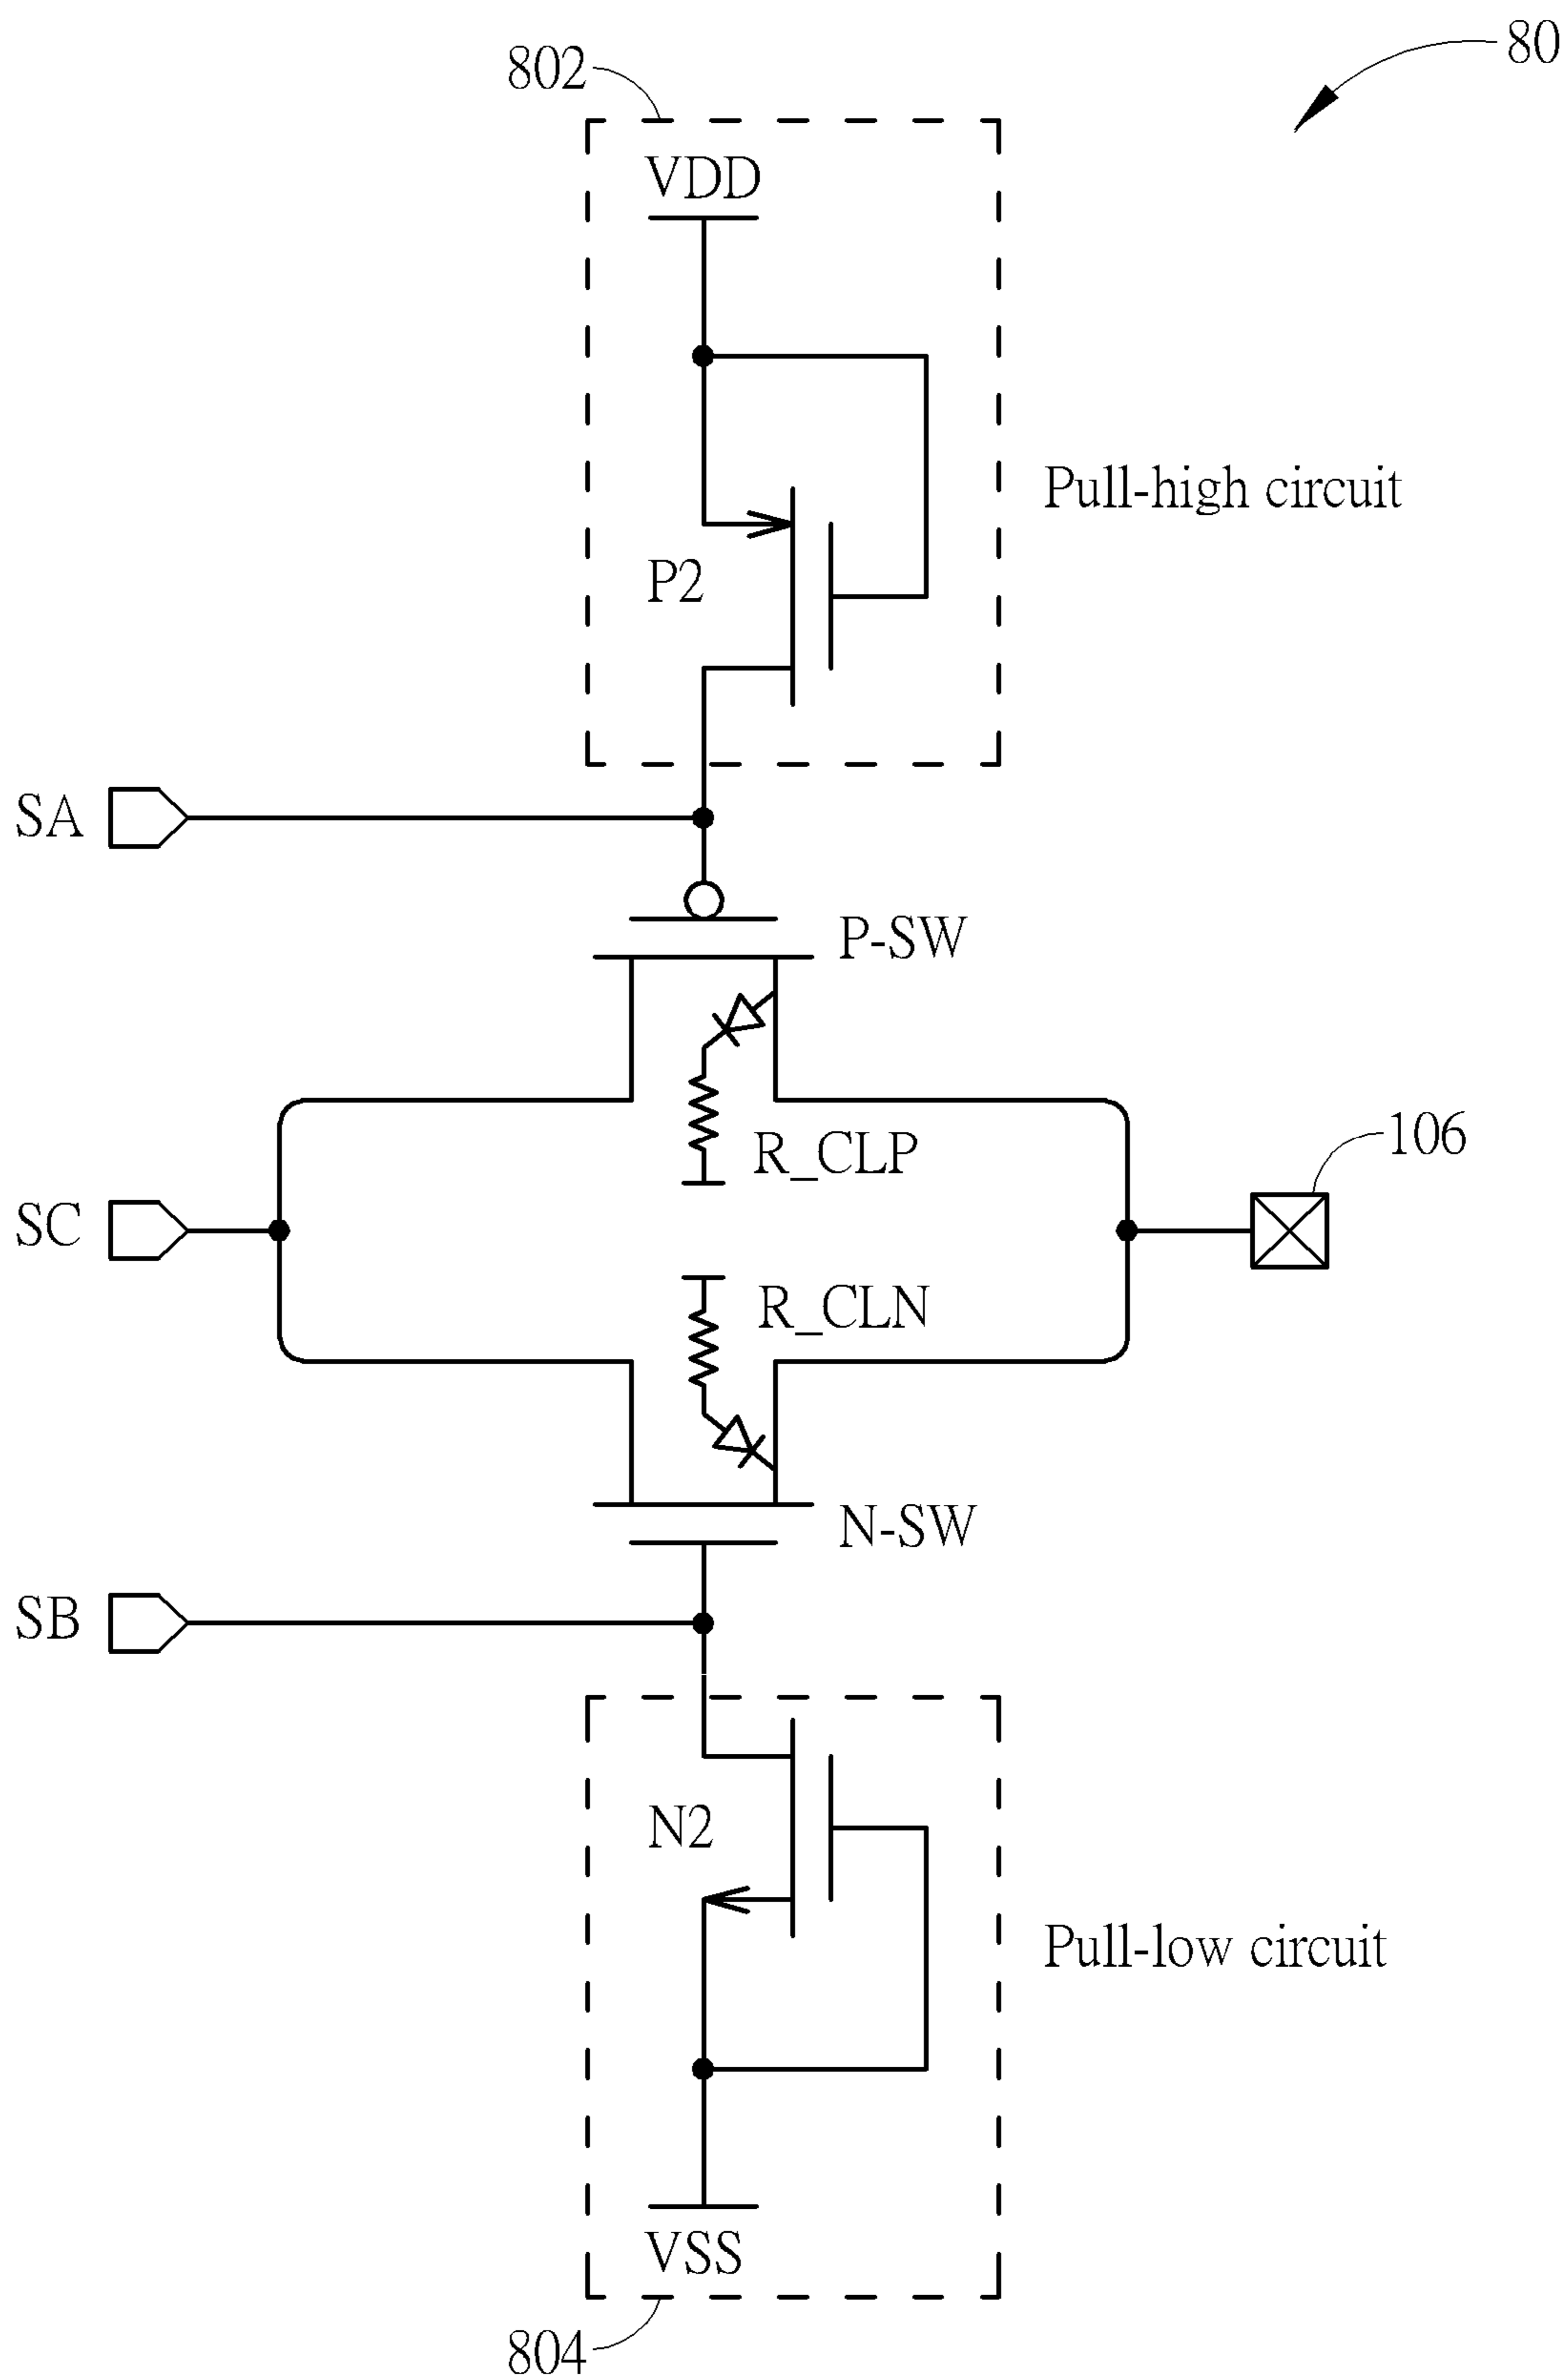 80
802
VDD
Pull-high circuit
P2
SA
P-SW
106
R_CLP
SC
R_CLN
N-SW
SB
N2
Pull-low circuit
VSS
804